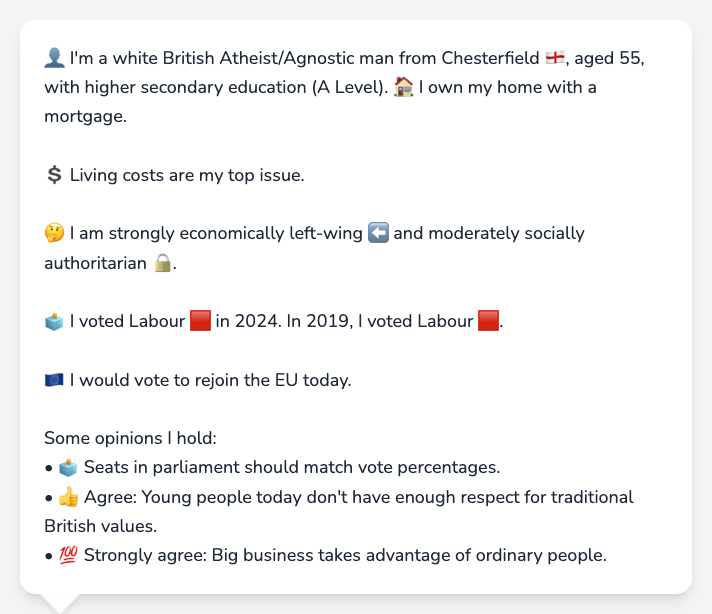 👤 I'm a white British Atheist/Agnostic man from Chesterfield 🏴󠁧󠁢󠁥󠁮󠁧󠁿, aged 55,
with higher secondary education (A Level). 🏠 I own my home with a
mortgage.
💲 Living costs are my top issue.
🤔 I am strongly economically left-wing ⬅️ and moderately socially
authoritarian 🔒.
🗳️ I voted Labour 🟥 in 2024. In 2019, I voted Labour 🟥.
🇪🇺 I would vote to rejoin the EU today.
Some opinions I hold:
• 🗳️ Seats in parliament should match vote percentages.
• 👍 Agree: Young people today don't have enough respect for traditional
British values.
• 💯 Strongly agree: Big business takes advantage of ordinary people.